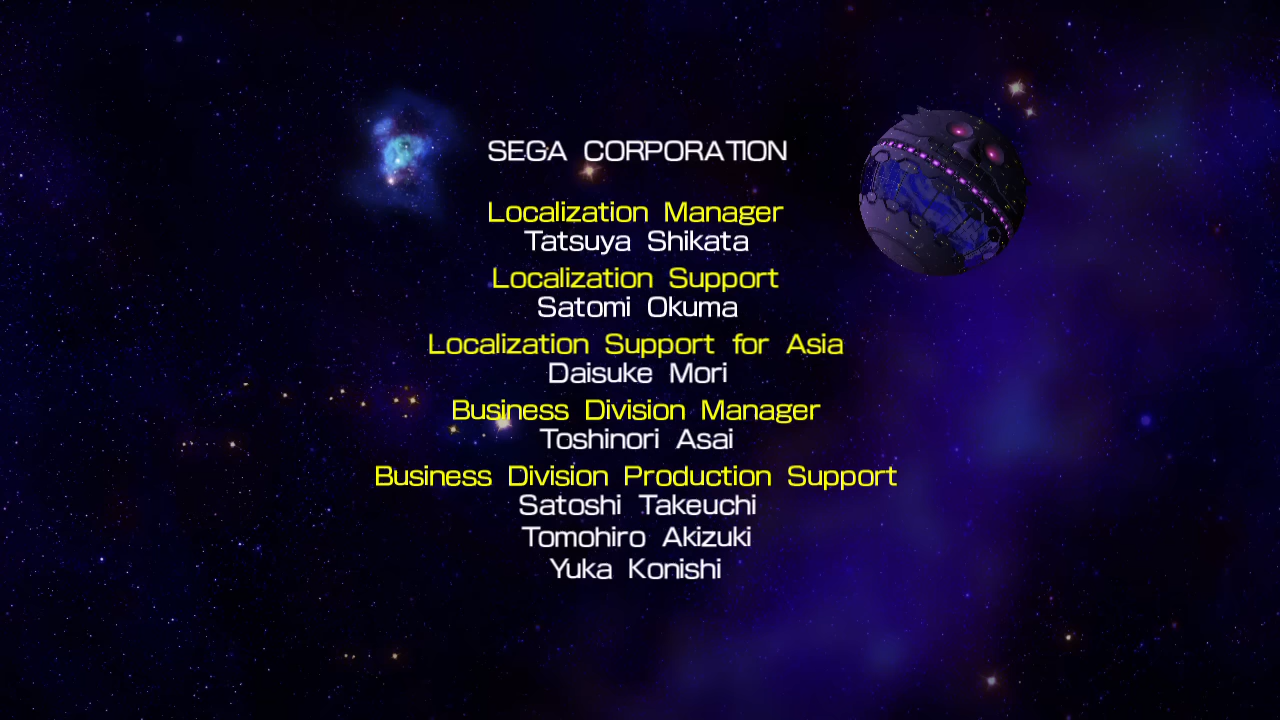 SEGA CORPORATION
Localization Manager
Tatsuya Shikata
Localization Support
Satomi Okuma
Localization Support for Asia
Daisuke Mori
Business Division Manager
Toshinori Asai
Business Division Production Support
Satoshi Takeuchi
Tomohiro Akizuki
Yuka Konishi